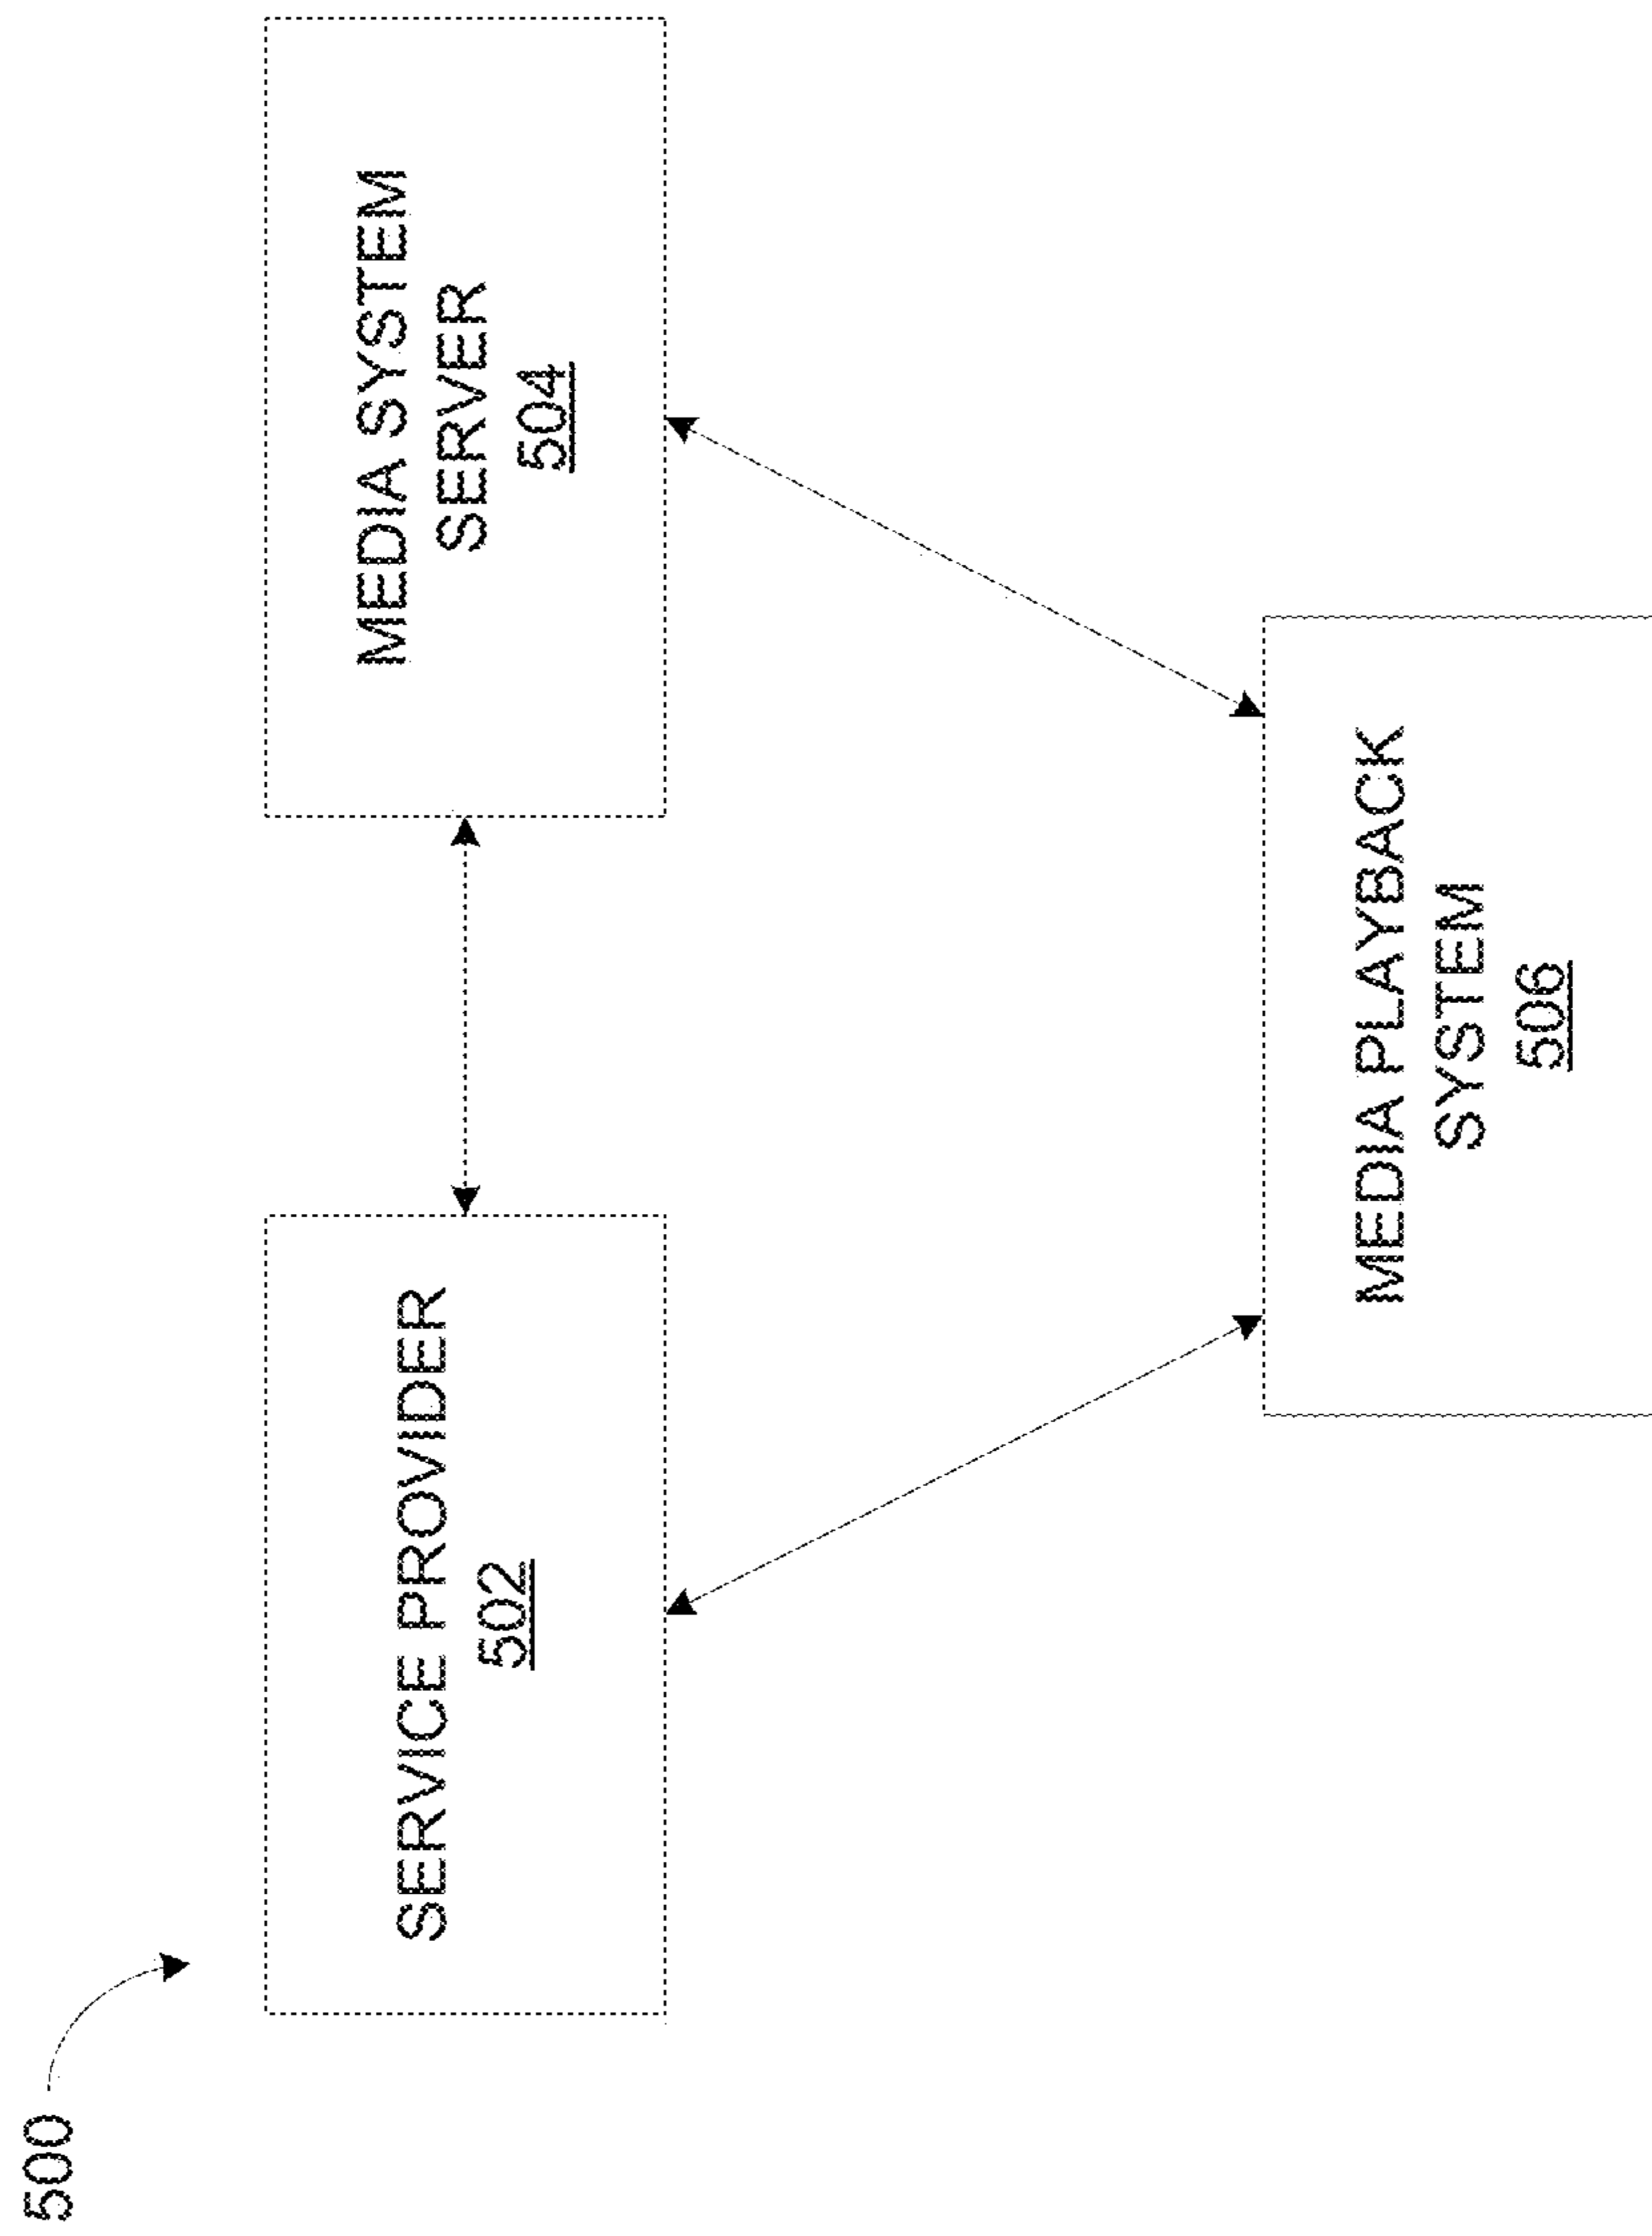 500
SERVICE PROVIDER
502
MEDIA SYSTEM
SERVER
504
MEDIA PLAYBACK
SYSTEM
506